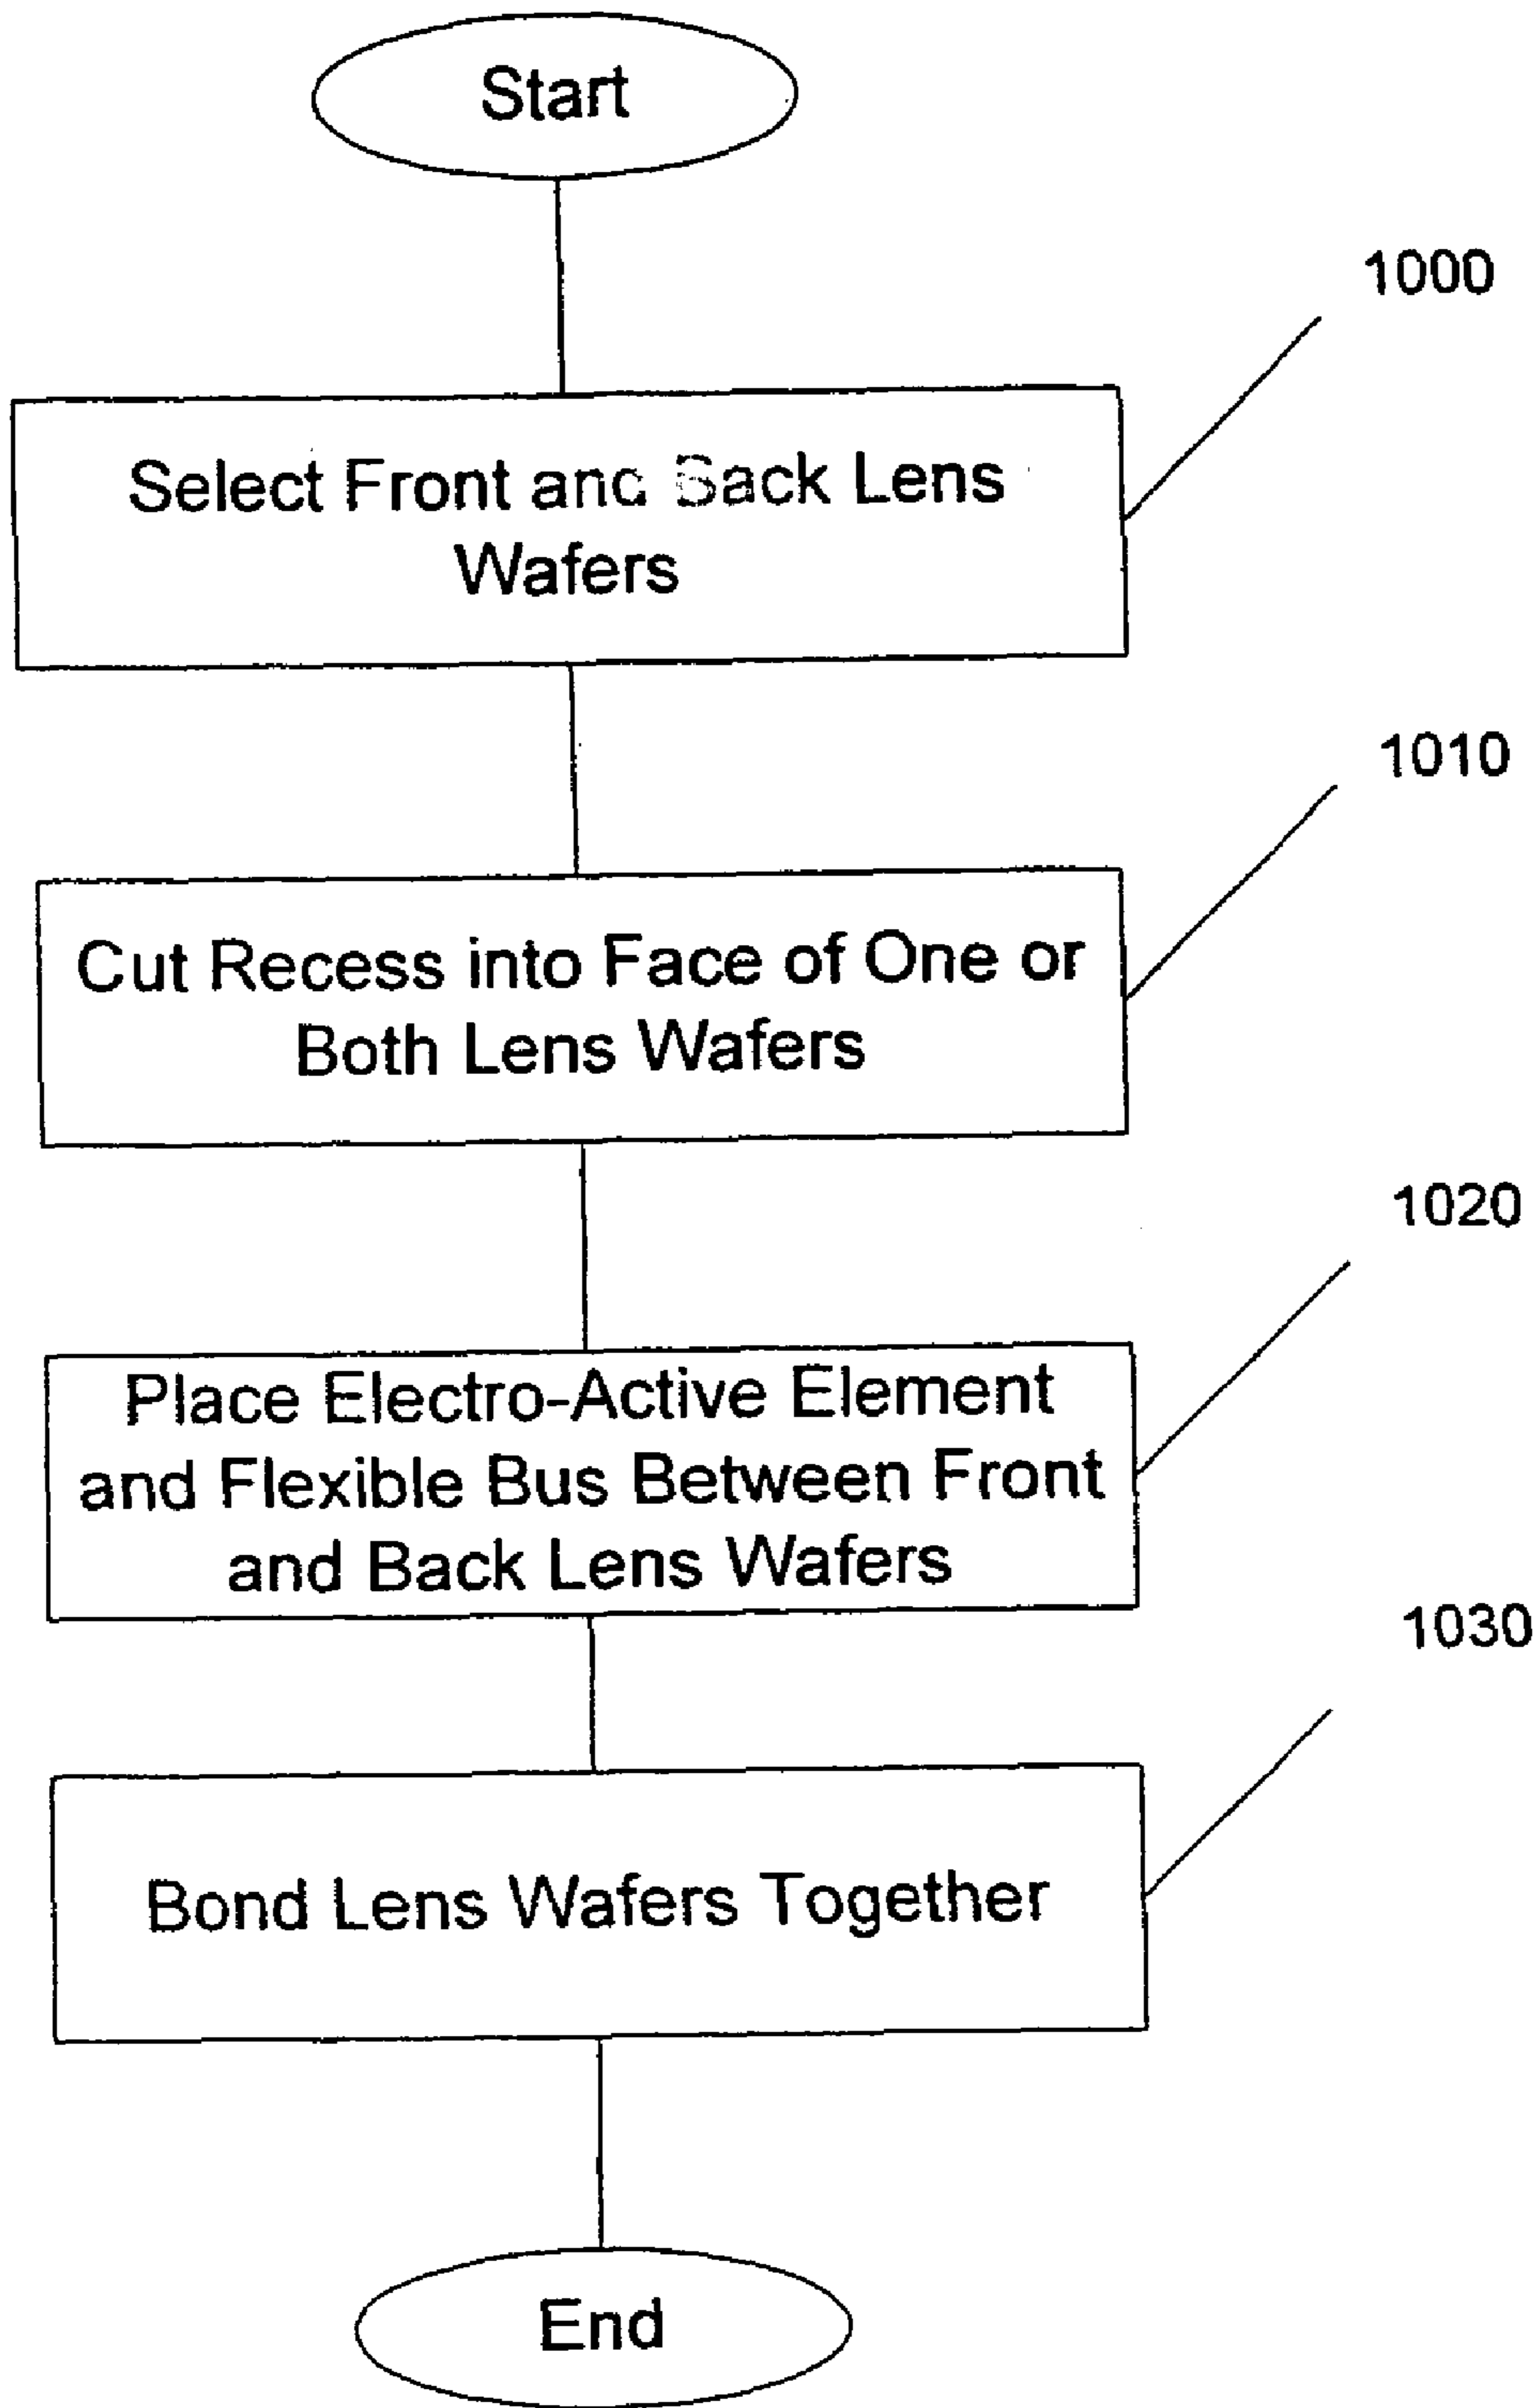 Start
1000
Select Front and Back Lens
Wafers
1010
Cut Recess into Face of One or
Both Lens Wafers
1020
Place Electro-Active Element
and Flexible Bus Between Front
and Back Lens Wafers
1030
Bond Lens Wafers Together
End